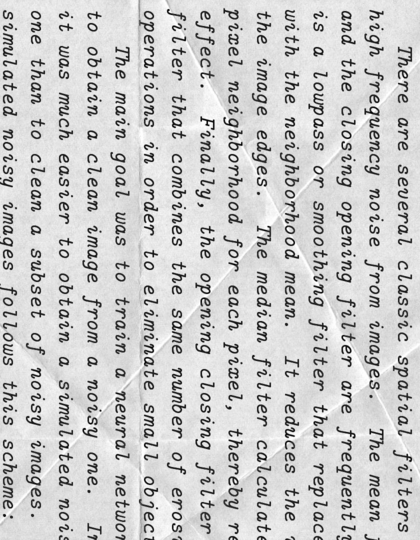 There are several classic spatial filters
high frequency noise from images. The mean
and the closing opening filter are frequently
is a lowpass or smoothing filter that replace
with the neighborhood mean. It reduces the
the image edges. The median filter calculate
pixel neighborhood for each pixel, thereby re
effect. Finally, the opening closing filter
filter that combines the same number of eros
operations in order to eliminate small object
The main goal was to train a neural networ
to obtain a clean image from a noisy one. In
it was much easier to obtain a simulated nois
one than to clean a subset of noisy images.
simulated noisy images follows this scheme: